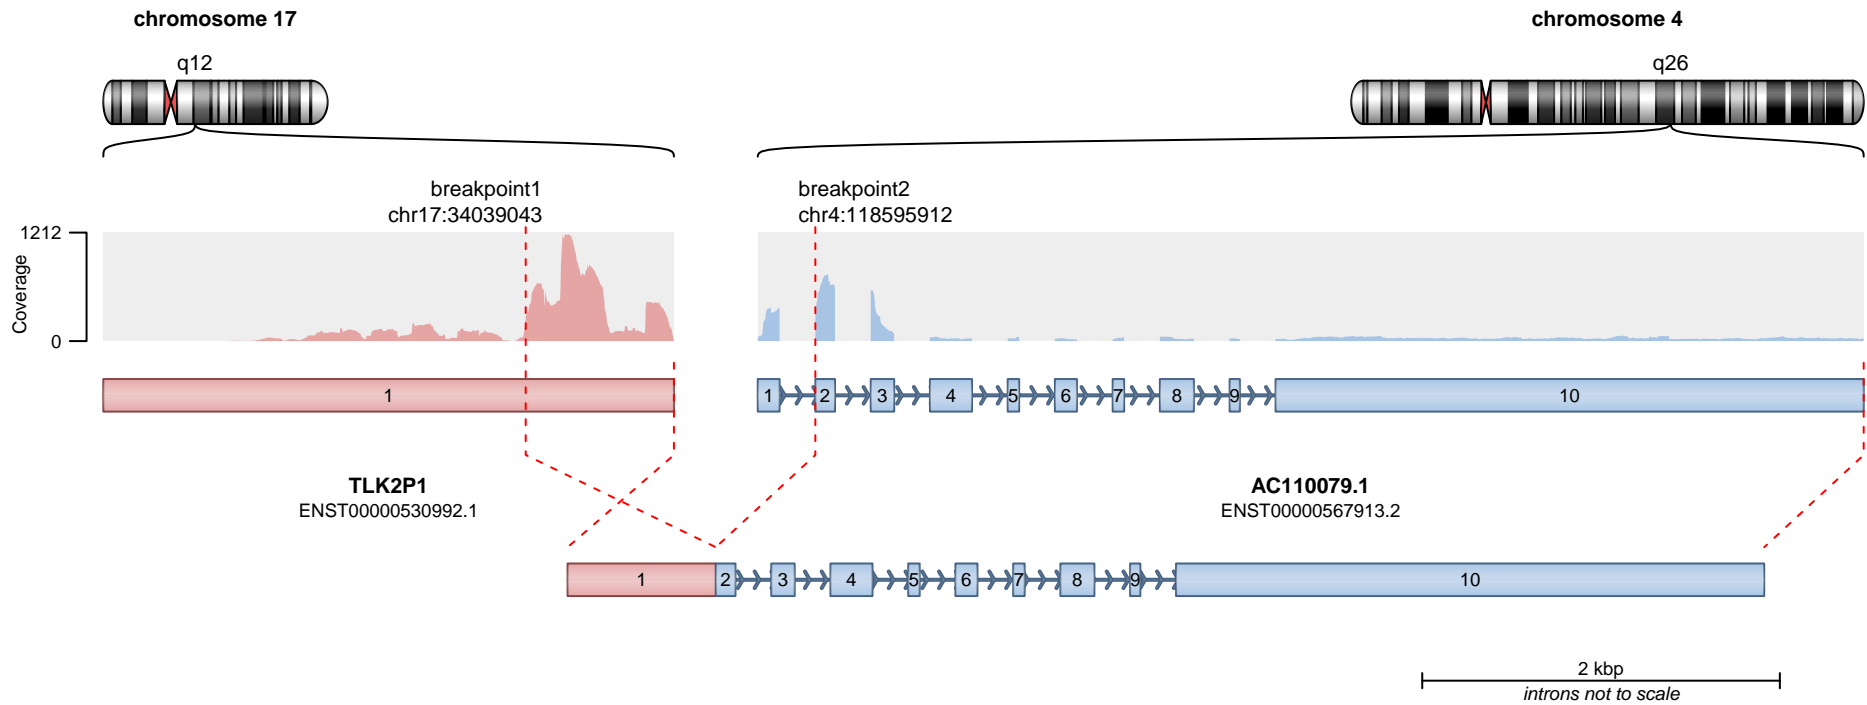 chromosome 17
chromosome 4
q12
q26
breakpoint1
chr17:34039043
breakpoint2
chr4:118595912
1212
Coverage
0
1
1 2 3 4 5 6 7 8 9 10
TLK2P1
ENST00000530992.1
AC110079.1
ENST00000567913.2
1 2 3 4 5 6 7 8 9 10
2 kbp
introns not to scale